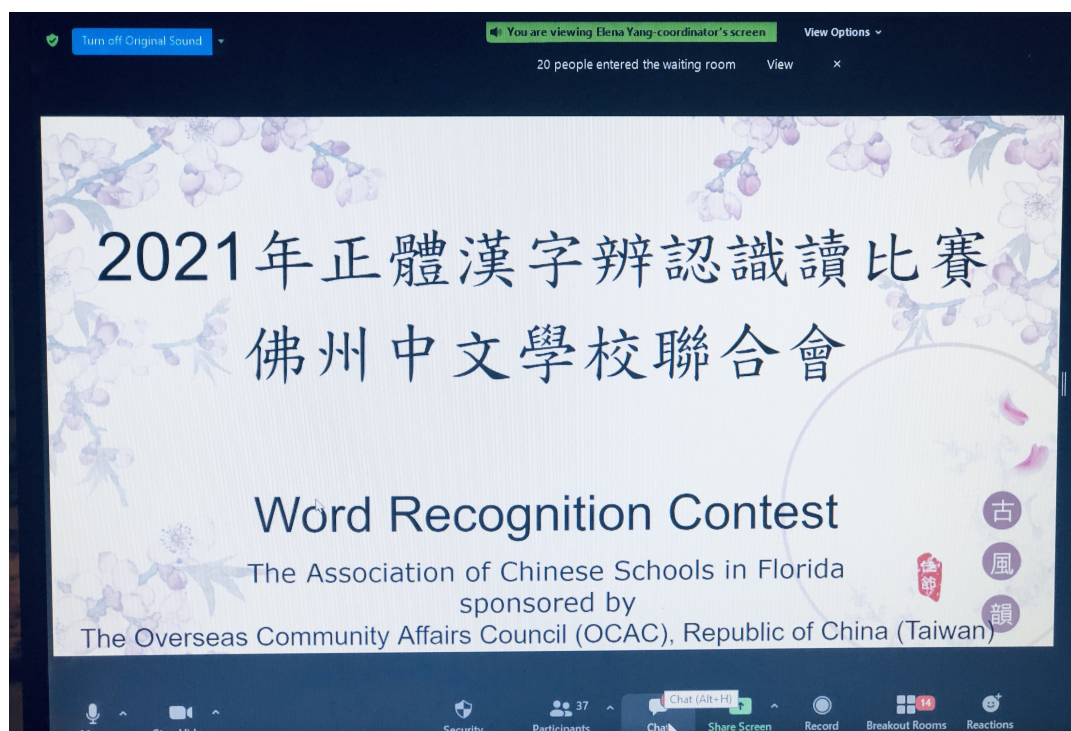 Turn off Original Sound
You are viewing Elena Yang-coordinator's screen
View Options
20 people entered the waiting room View ×
2021年正體漢字辨認識讀比賽
佛州中文學校聯合會
Word Recognition Contest
The Association of Chinese Schools in Florida
sponsored by
The Overseas Community Affairs Council (OCAC), Republic of China (Taiwan)
古
風
韻
Chat (Alt+H)
37
14
Security
Participants
Chat
Share Screen
Record
Breakout Rooms
Reactions